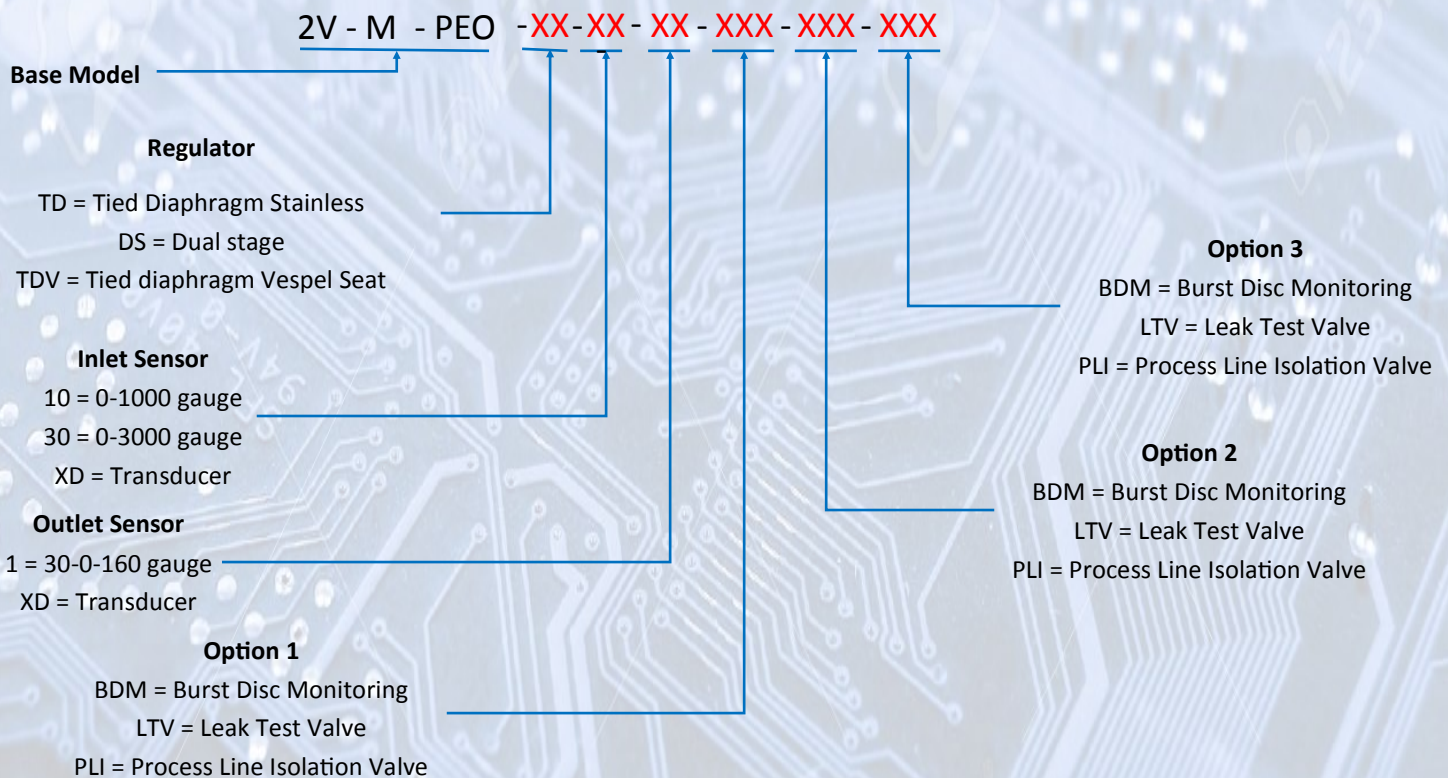 2V - M - PEO -XX-XX - XX - XXX - XXX - XXX
Base Model
Regulator
TD = Tied Diaphragm Stainless
DS = Dual stage
TDV = Tied diaphragm Vespel Seat
Inlet Sensor
10 = 0-1000 gauge
30 = 0-3000 gauge
XD = Transducer
Outlet Sensor
1 = 30-0-160 gauge
XD = Transducer
Option 1
BDM = Burst Disc Monitoring
LTV = Leak Test Valve
PLI = Process Line Isolation Valve
Option 3
BDM = Burst Disc Monitoring
LTV = Leak Test Valve
PLI = Process Line Isolation Valve
Option 2
BDM = Burst Disc Monitoring
LTV = Leak Test Valve
PLI = Process Line Isolation Valve